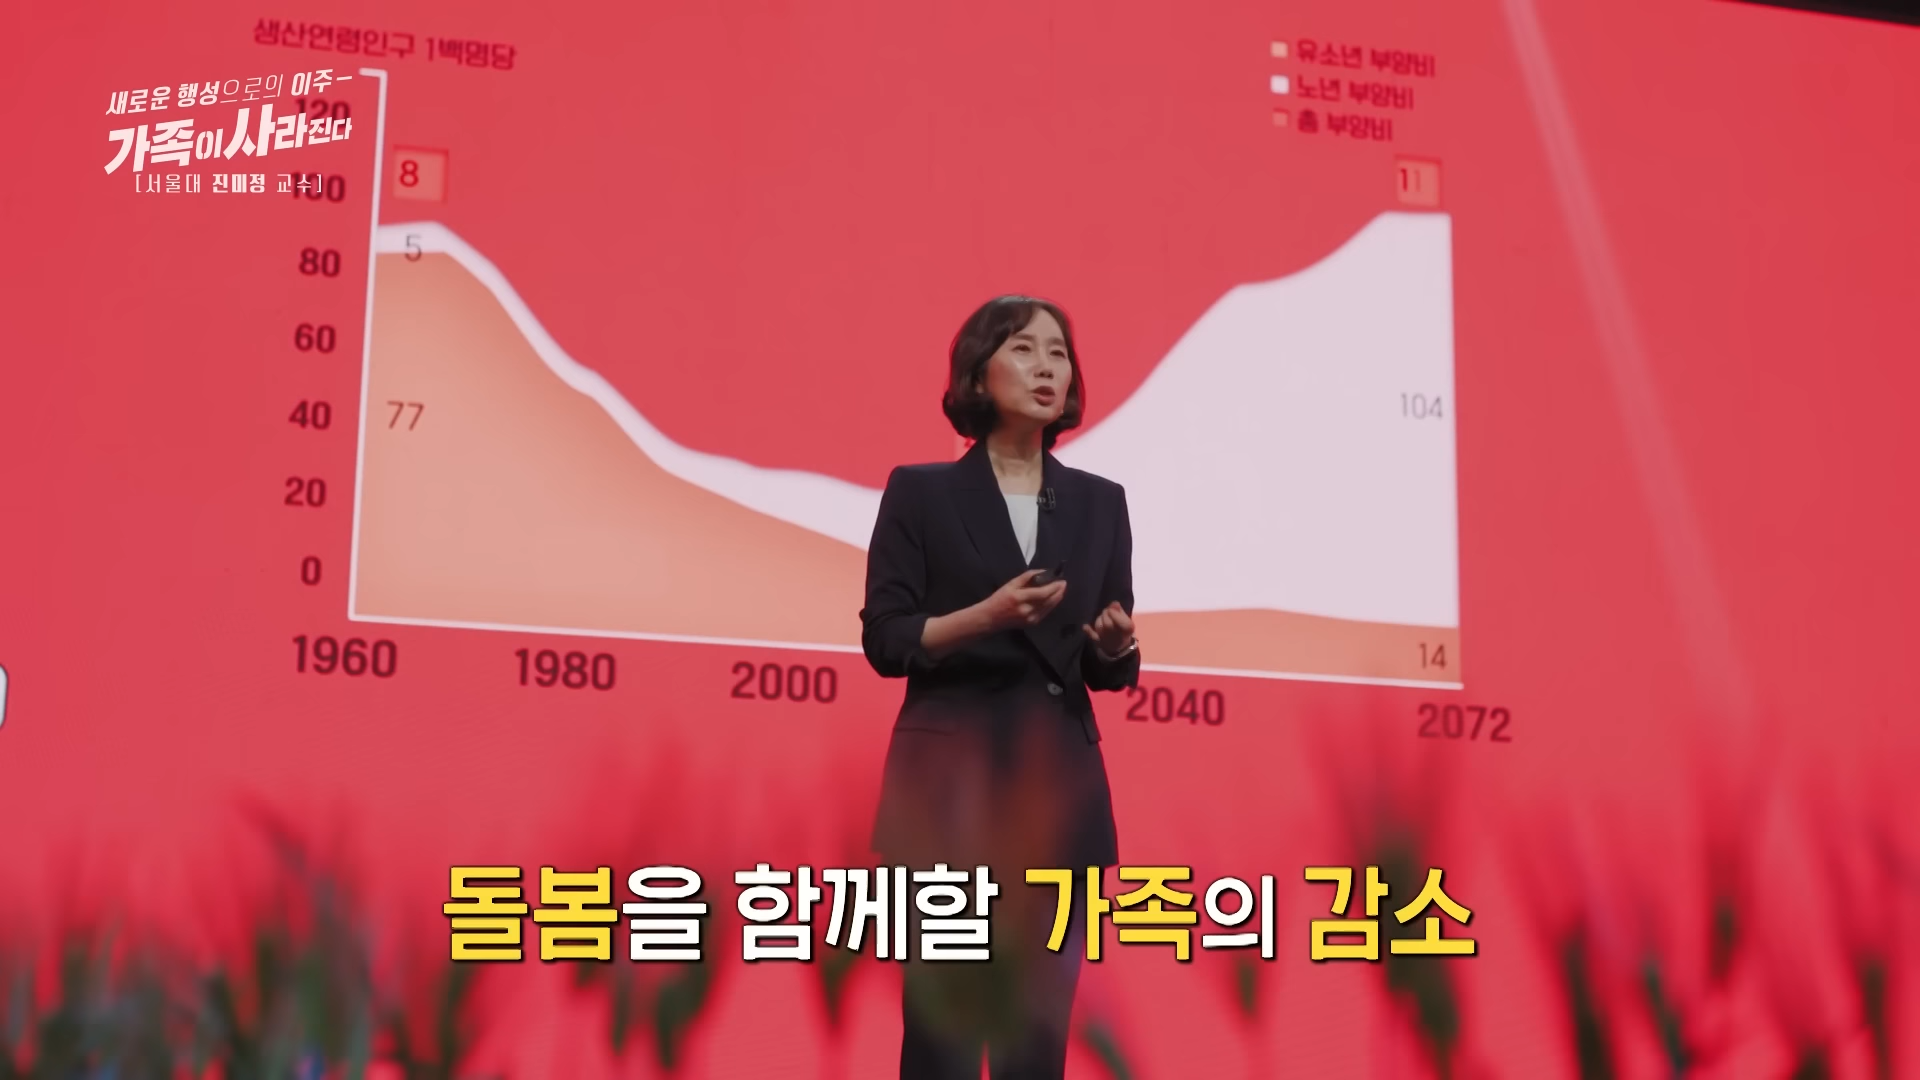 생산연령인구 1백명당
유소년 부양비
노년 부양비
총 부양비
새로운 행성으로의 이주-
가족이 사라진다
[서울대 진미정 교수]
120
100
80
60
40
20
0
8
5
77
11
104
14
1960
1980
2000
2040
2072
돌봄을 함께할 가족의 감소